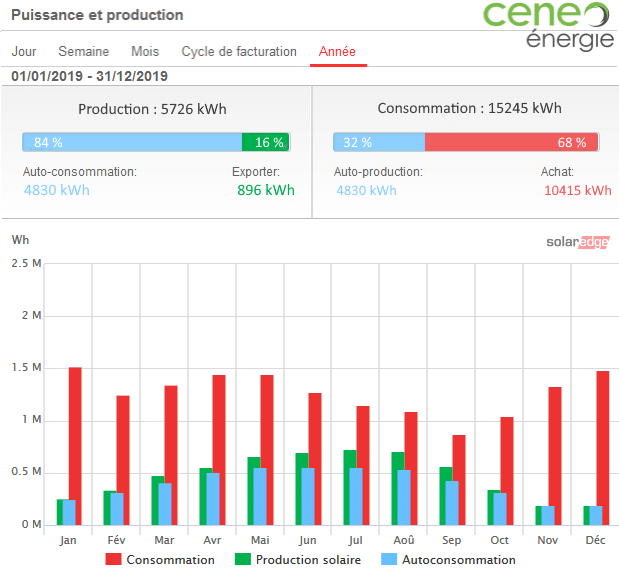 Puissance et production
ceneo
énergie
Jour Semaine Mois Cycle de facturation Année
01/01/2019 - 31/12/2019
Production : 5726 kWh
Consommation : 15245 kWh
84 % 16 %
32 % 68 %
Auto-consommation: Exporter:
4830 kWh 896 kWh
Auto-production: Achat:
4830 kWh 10415 kWh
Wh
solaredge
2.5 M
2 M
1.5 M
1 M
0.5 M
0 M
Jan Fév Mar Avr Mai Jun Jul Aoû Sep Oct Nov Déc
Consommation Production solaire Autoconsommation